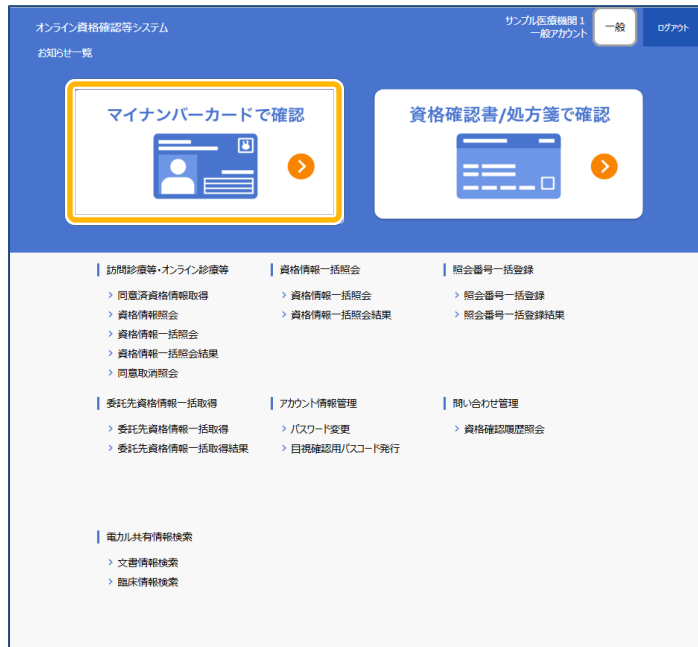 オンライン資格確認等システム
サンプル医療機関1
一般アカウント
一般
ログアウト
お知らせ一覧
マイナンバーカードで確認
資格確認書/処方箋で確認
訪問診療等・オンライン診療等
同意済資格情報取得
資格情報照会
資格情報一括照会
資格情報一括照会結果
同意取消照会
資格情報一括照会
資格情報一括照会
資格情報一括照会結果
照会番号一括登録
照会番号一括登録
照会番号一括登録結果
委託先資格情報一括取得
委託先資格情報一括取得
委託先資格情報一括取得結果
アカウント情報管理
パスワード変更
目視確認用パスコード発行
問い合わせ管理
資格確認履歴照会
電カル共有情報検索
文書情報検索
臨床情報検索